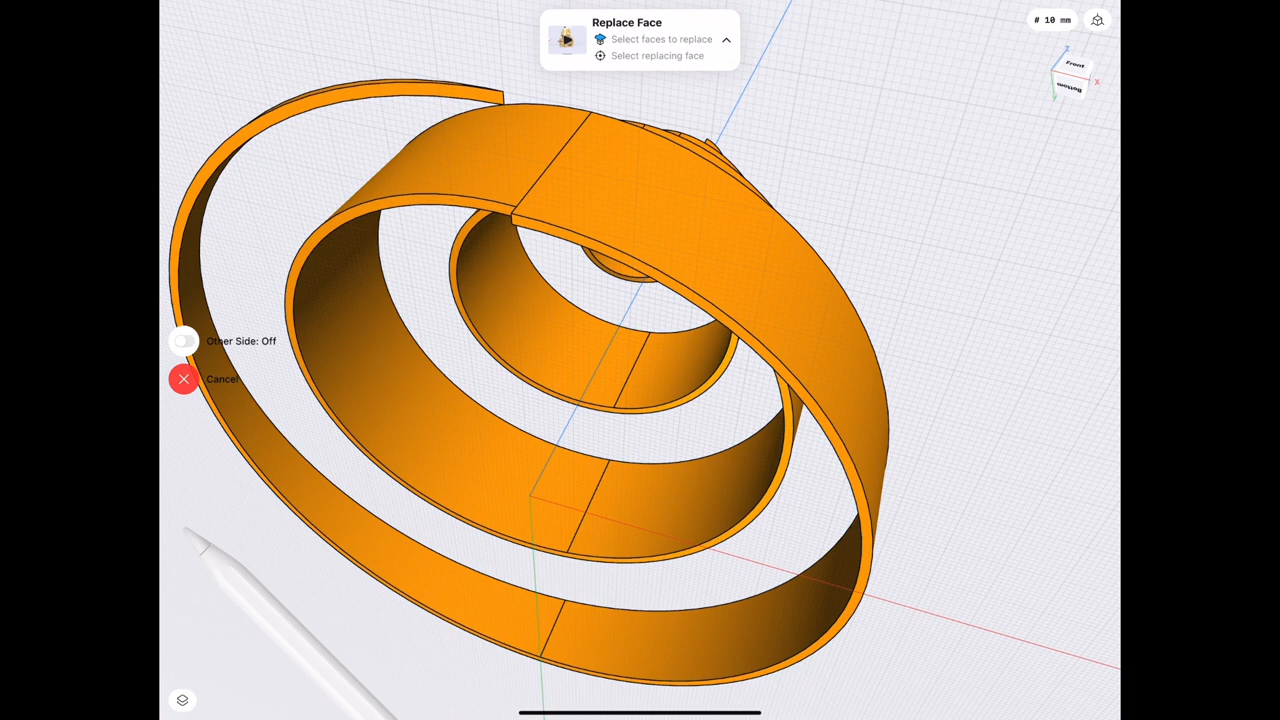 Replace Face
Select faces to replace
Select replacing face
# 10 mm
Z
Front
X
Bottom
Y
Other Side: Off
Cancel